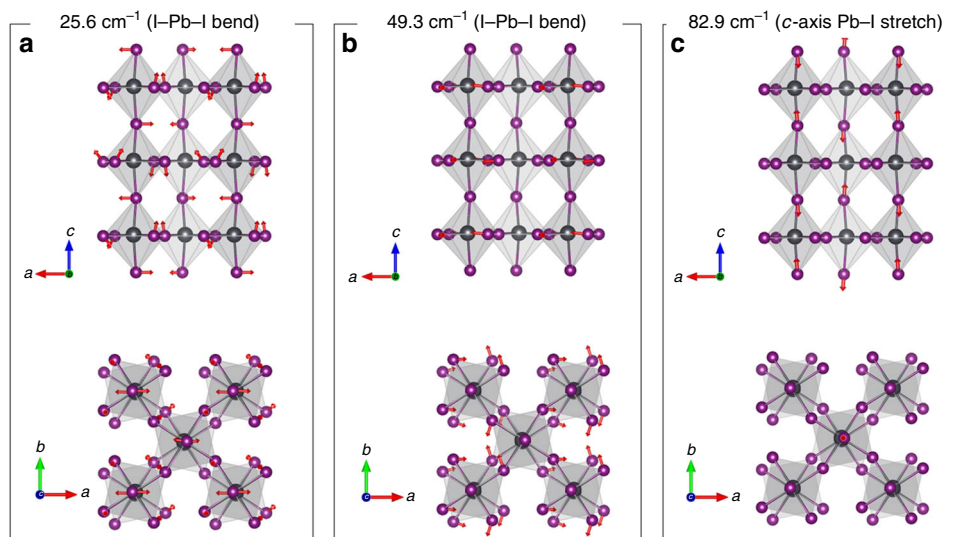 25.6 cm⁻¹ (I–Pb–I bend)
49.3 cm⁻¹ (I–Pb–I bend)
82.9 cm⁻¹ (c-axis Pb–I stretch)
a
b
c
c
a
b
c
a
b
c
a
b
b
c
a
b
c
a
b
c
a